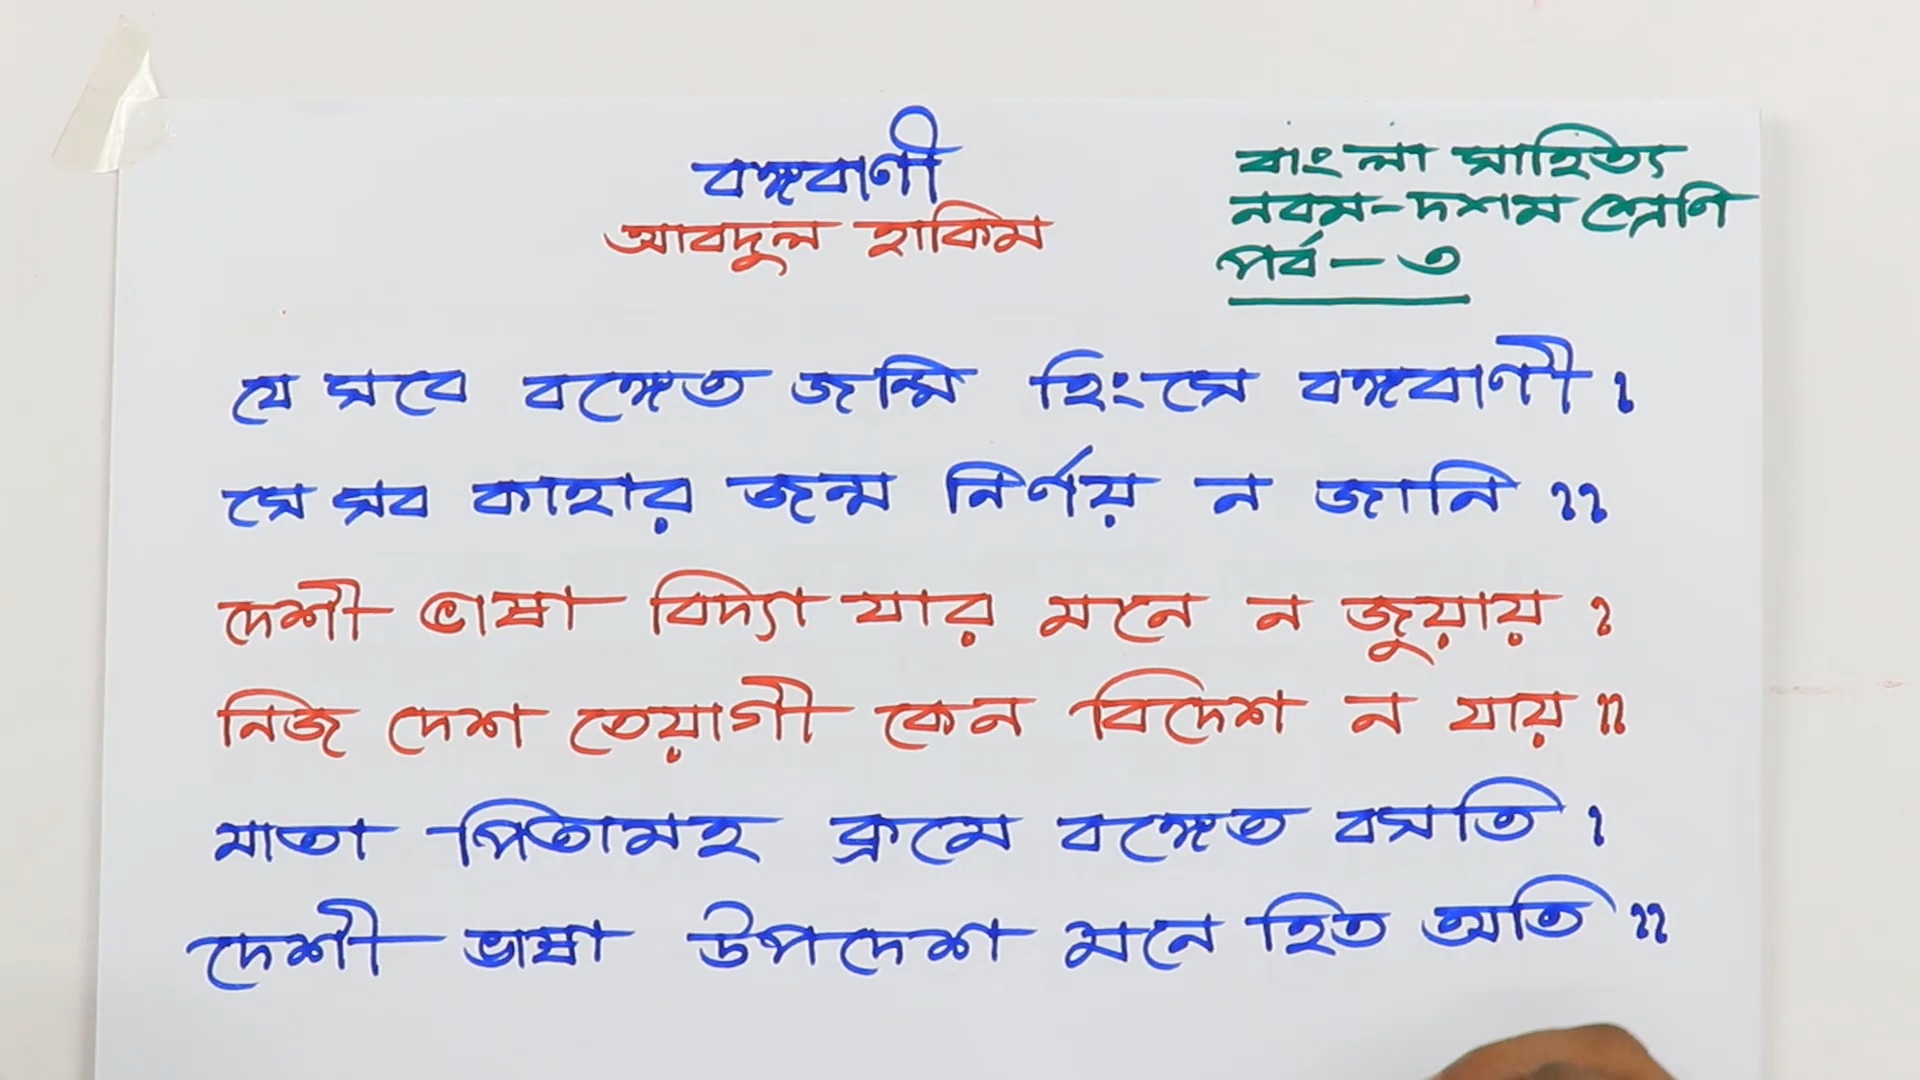 বঙ্গবাণী
আবদুল হাকিম
বাংলা সাহিত্য
নবম-দশম শ্রেণি
পর্ব-৩
যে সবে বঙ্গেত জন্মি হিংসে বঙ্গবাণী।
সে সব কাহার জন্ম নির্ণয় ন জানি ।।
দেশী ভাষা বিদ্যা যার মনে ন জুয়ায় ।
নিজ দেশ তেয়াগী কেন বিদেশ ন যায় ।।
মাতা পিতামহ ক্রমে বঙ্গেত বসতি ।
দেশী ভাষা উপদেশ মনে হিত অতি ।।